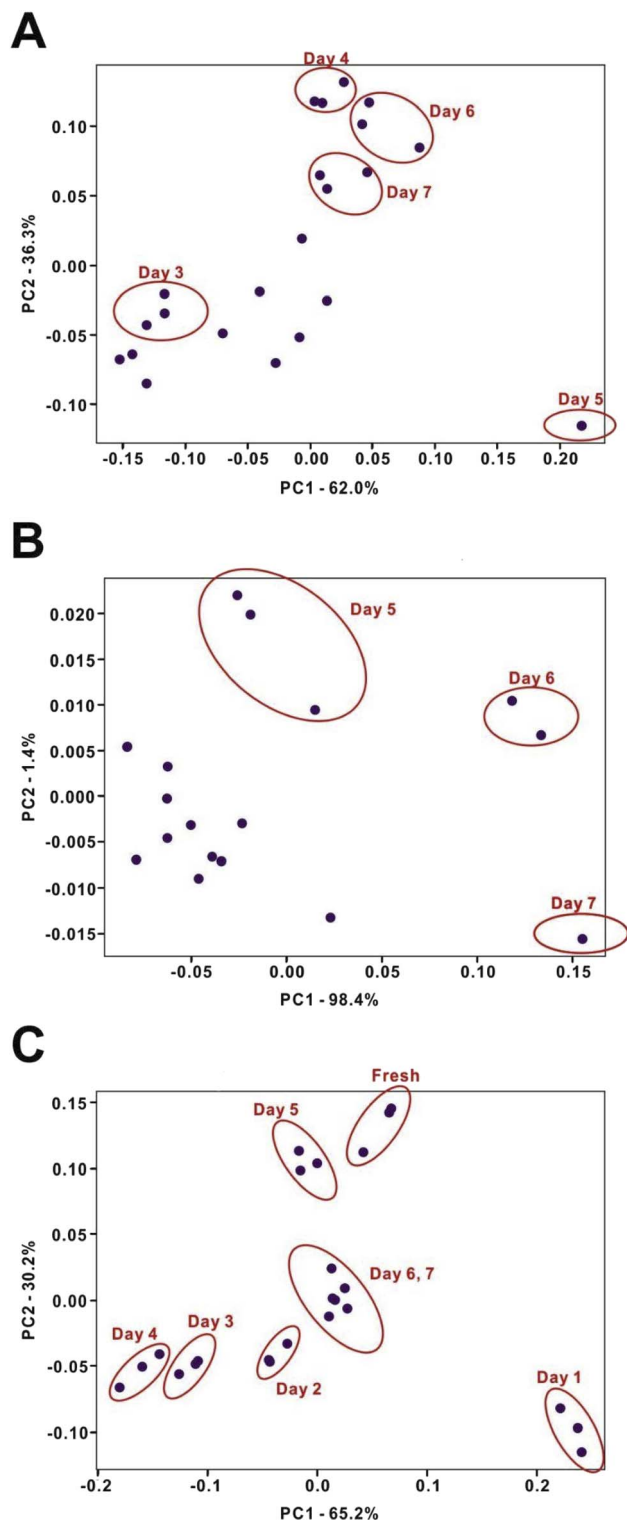 A
Day 4
Day 6
Day 7
Day 3
Day 5
0.10
0.05
0.00
-0.05
-0.10
PC2 - 36.3%
-0.15
-0.10
-0.05
0.00
0.05
0.10
0.15
0.20
PC1 - 62.0%
B
Day 5
Day 6
Day 7
0.020
0.015
0.010
0.005
0.000
-0.005
-0.010
-0.015
PC2 - 1.4%
-0.05
0.00
0.05
0.10
0.15
PC1 - 98.4%
C
Fresh
Day 5
Day 6, 7
Day 4
Day 3
Day 2
Day 1
0.15
0.10
0.05
0.00
-0.05
-0.10
PC2 - 30.2%
-0.2
-0.1
0.0
0.1
0.2
PC1 - 65.2%